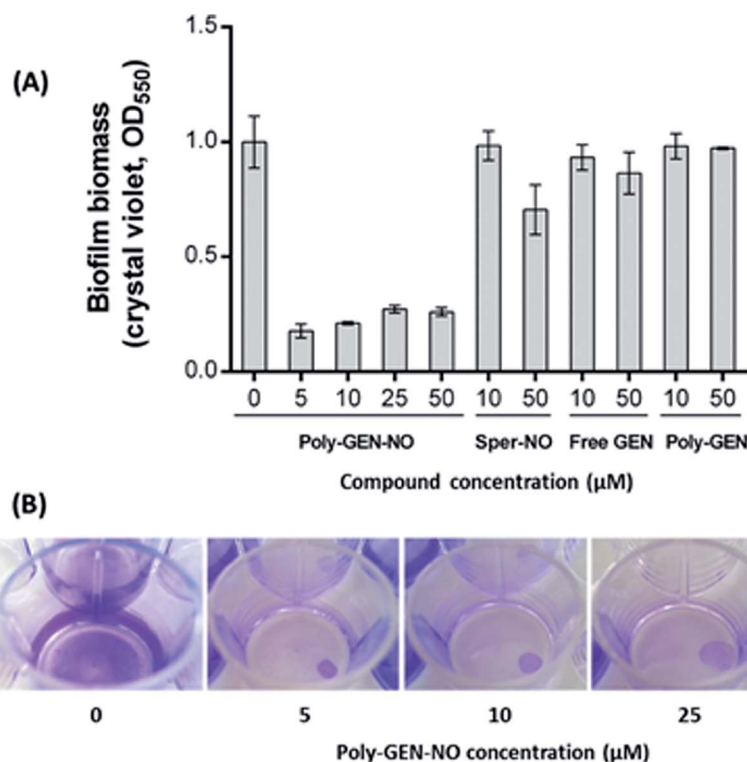 (A)
Biofilm biomass
(crystal violet, OD550)
1.5
1.0
0.5
0.0
0 5 10 25 50 10 50 10 50 10 50
Poly-GEN-NO Sper-NO Free GEN Poly-GEN
Compound concentration (µM)
(B)
0 5 10 25
Poly-GEN-NO concentration (µM)